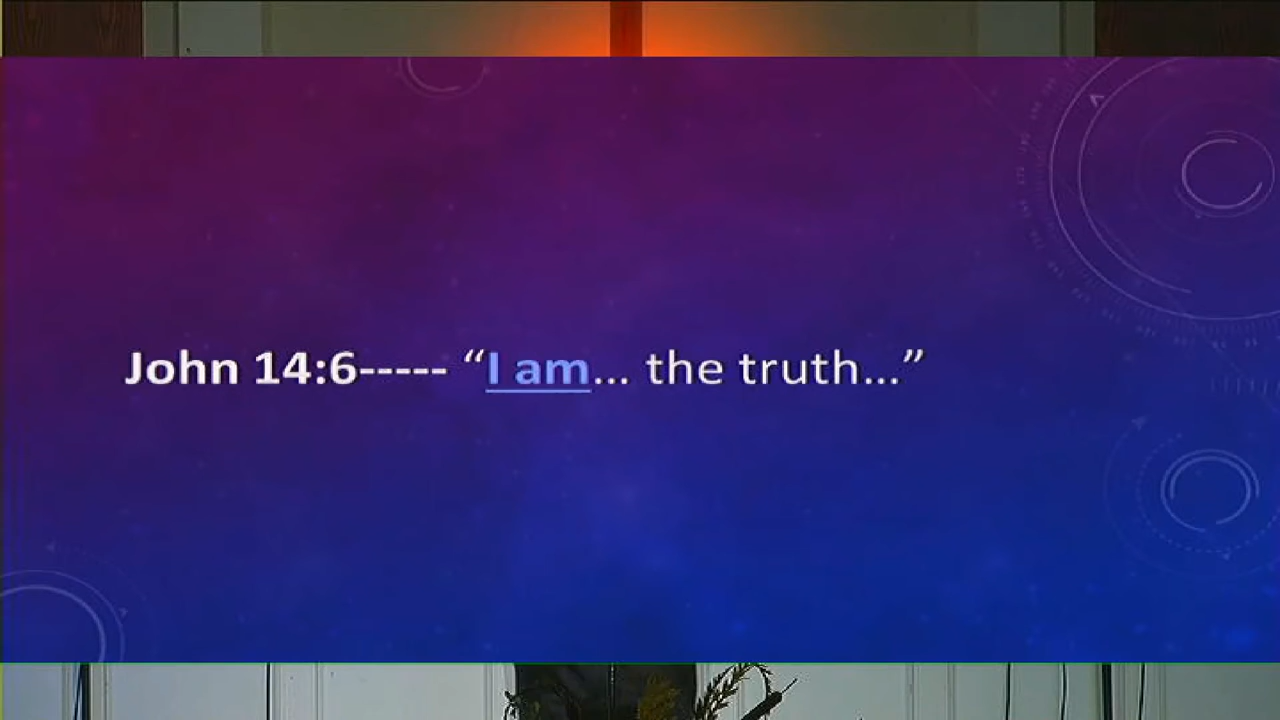 John 14:6----- “I am... the truth...”